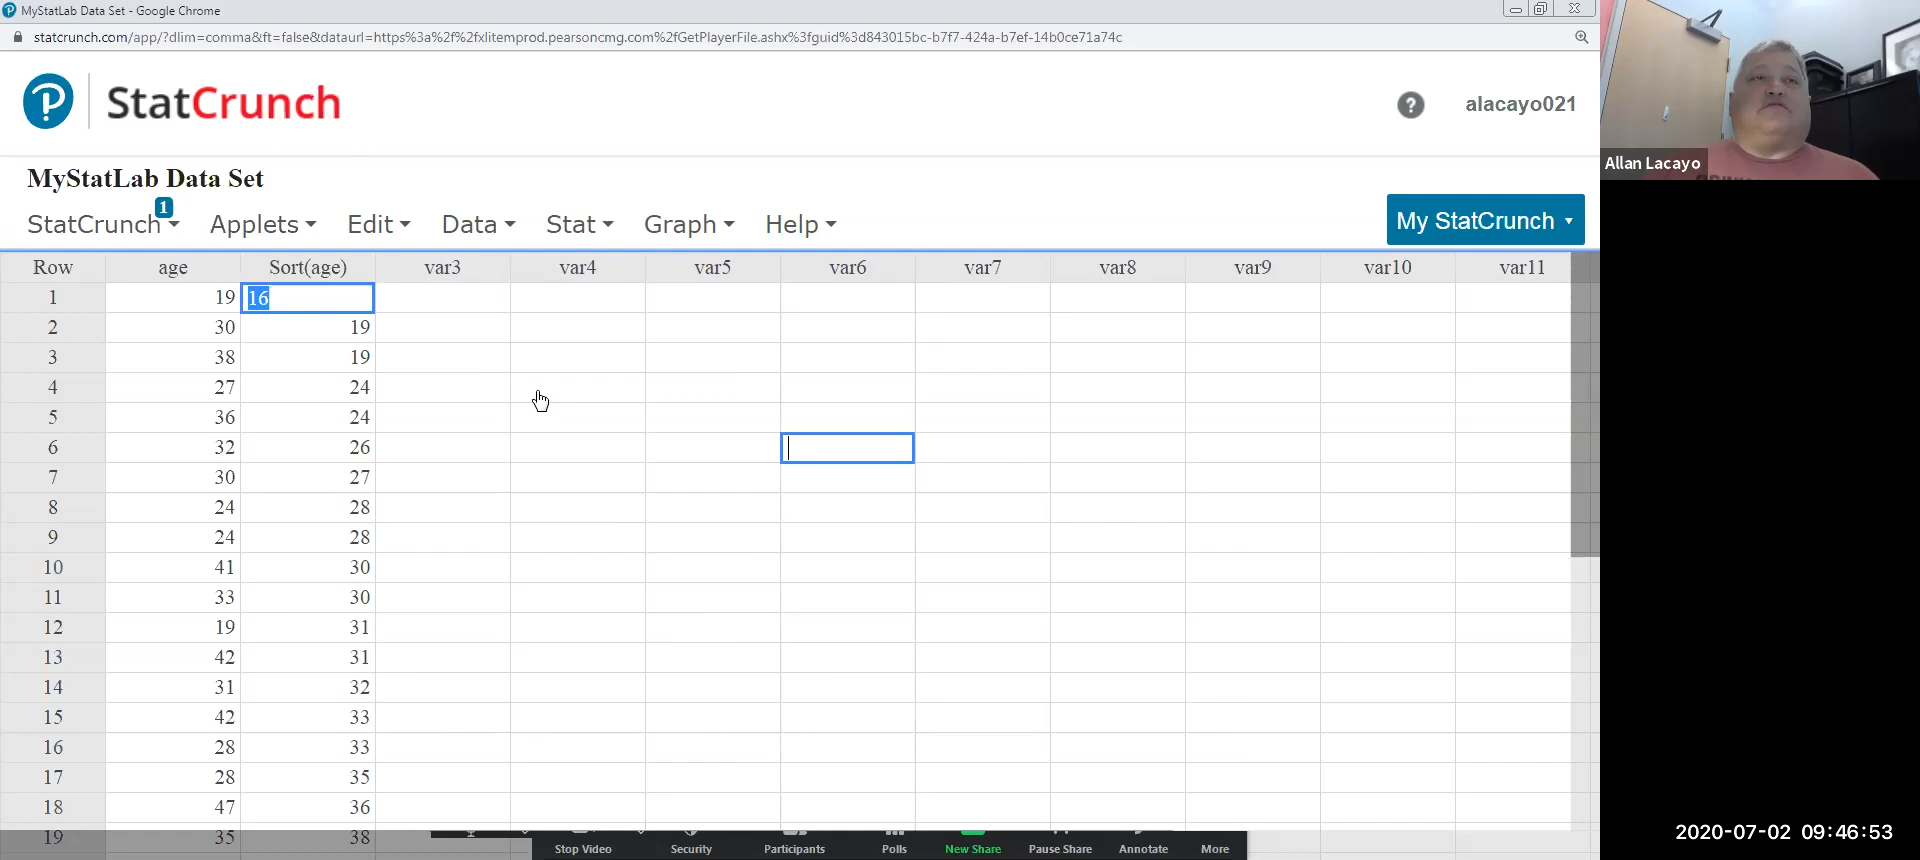 MyStatLab Data Set - Google Chrome
statcrunch.com/app/?dlim=comma&ft=false&dataurl=https%3a%2f%2fxlitemprod.pearsoncmg.com%2fGetPlayerFile.ashx%3fguid%3d843015bc-b7f7-424a-b7ef-14b0ce71a74c
P StatCrunch ? alacayo021
Allan Lacayo
MyStatLab Data Set
StatCrunch 1 Applets Edit Data Stat Graph Help My StatCrunch
Row age Sort(age) var3 var4 var5 var6 var7 var8 var9 var10 var11
1 19 16
2 30 19
3 38 19
4 27 24
5 36 24
6 32 26
7 30 27
8 24 28
9 24 28
10 41 30
11 33 30
12 19 31
13 42 31
14 31 32
15 42 33
16 28 33
17 28 35
18 47 36
19 35 38
Stop Video Security Participants Polls New Share Pause Share Annotate More
2020-07-02 09:46:53